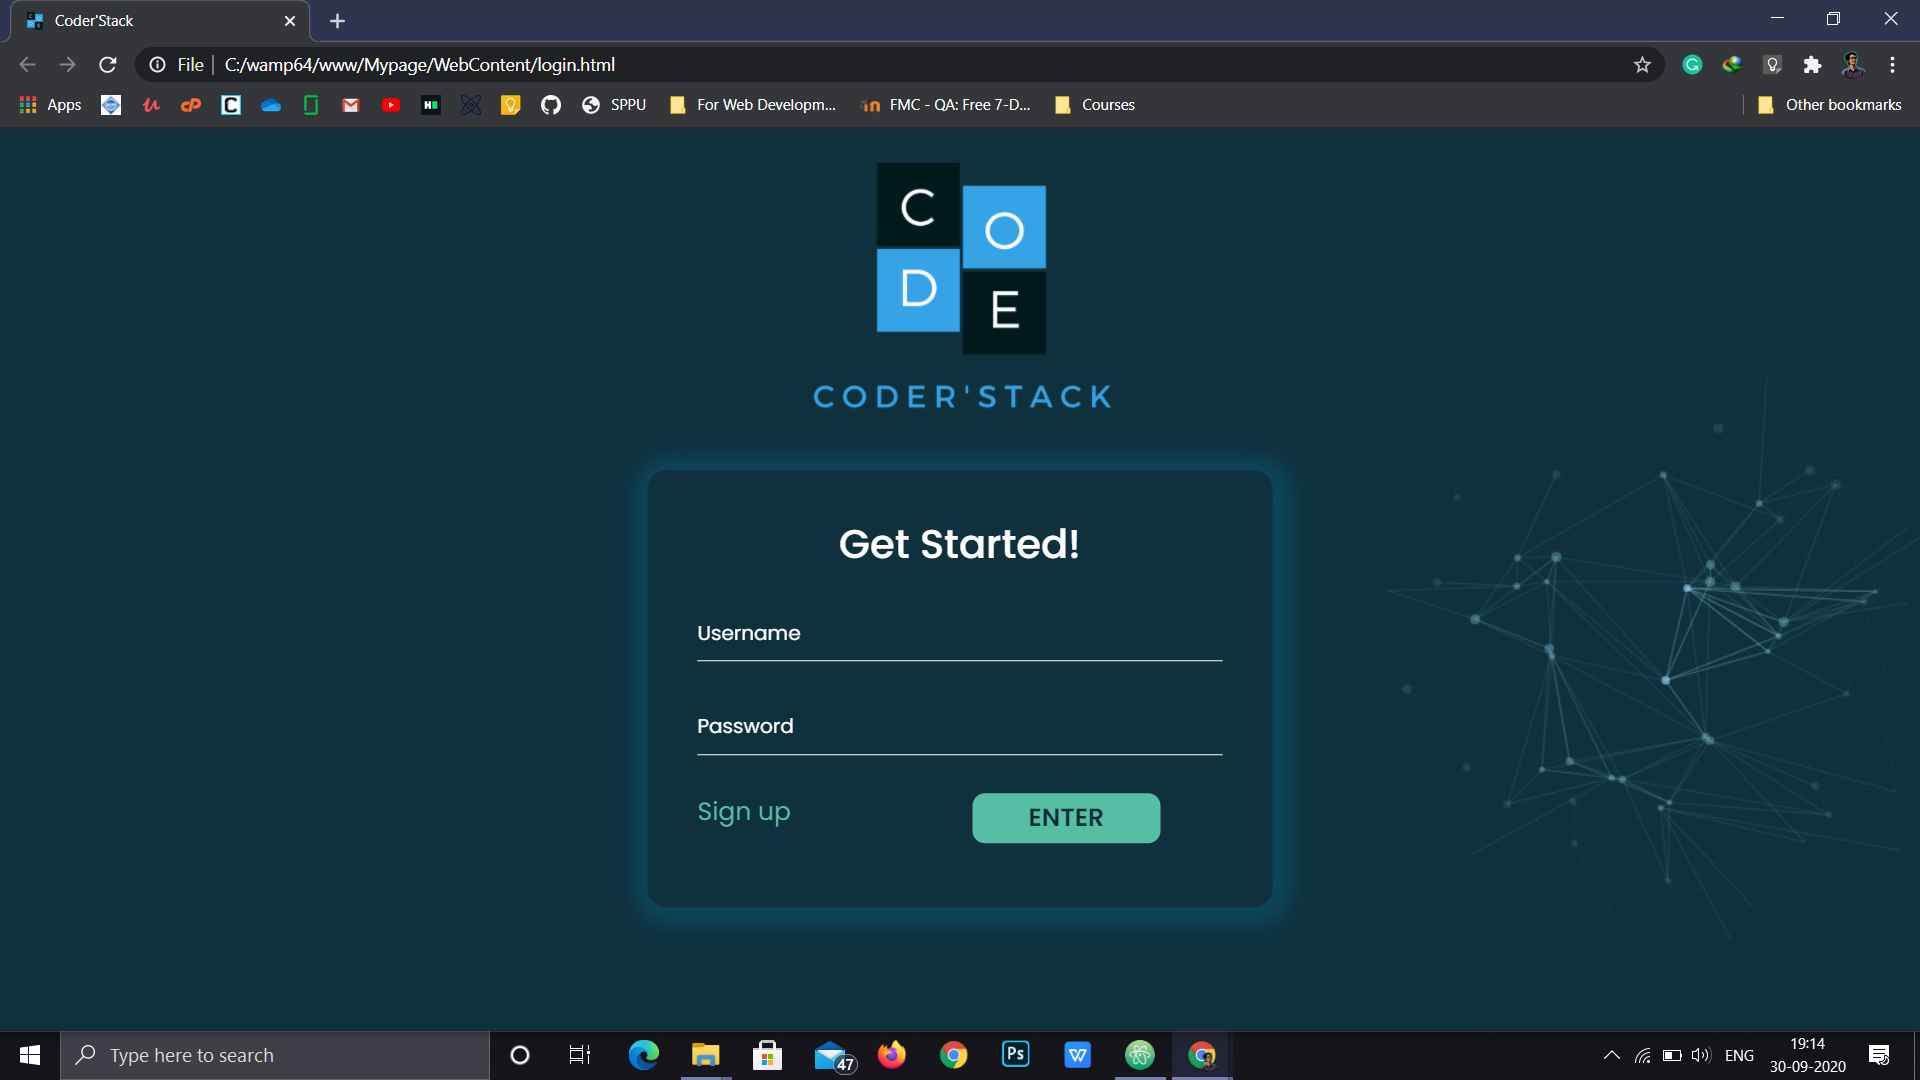 Coder'Stack
File
C:/wamp64/www/Mypage/WebContent/login.html
Apps
SPPU
For Web Developm...
FMC - QA: Free 7-D...
Courses
Other bookmarks
C
O
D
E
CODER'STACK
Get Started!
Username
Password
Sign up
ENTER
Type here to search
47
Ps
W
ENG
19:14
30-09-2020